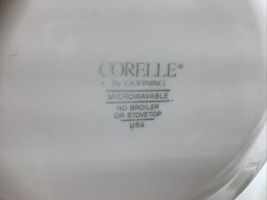 CORELLE®
By CORNING
MICROWAVABLE
NO BROILER
OR STOVETOP
USA